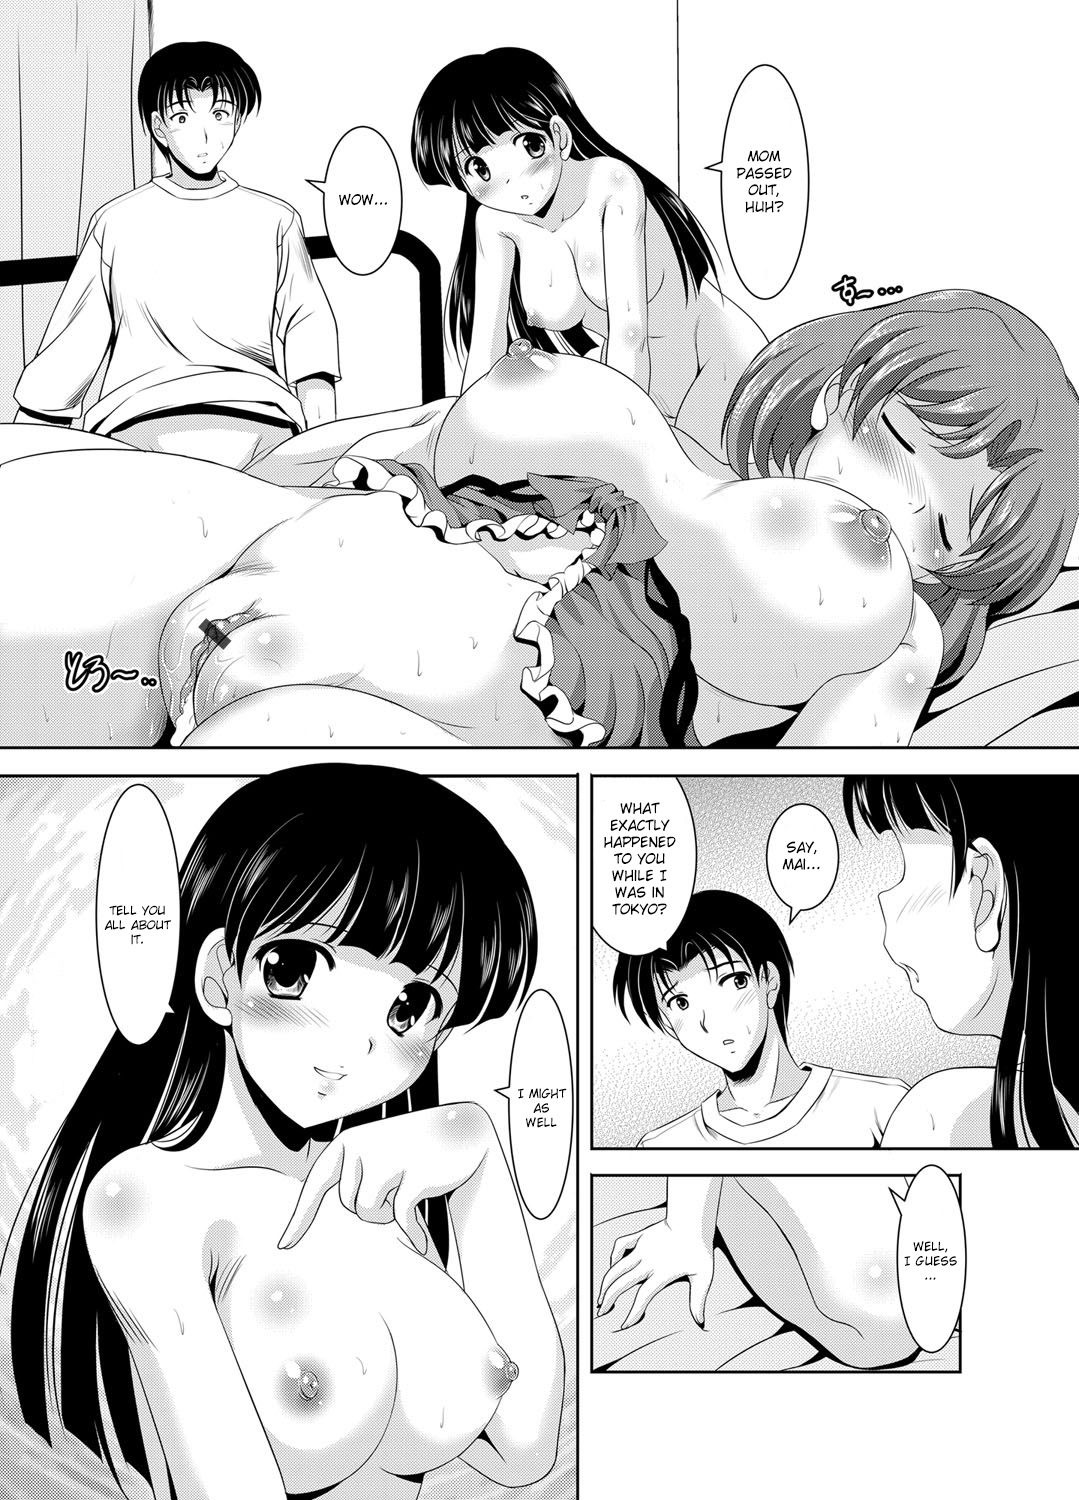 MOM
PASSED
OUT,
HUH?
WOW...
すー...
とろ～..
SAY,
MAI...
WHAT
EXACTLY
HAPPENED
TO YOU
WHILE I
WAS IN
TOKYO?
WELL,
I GUESS
...
I MIGHT
AS
WELL
TELL YOU
ALL ABOUT
IT.